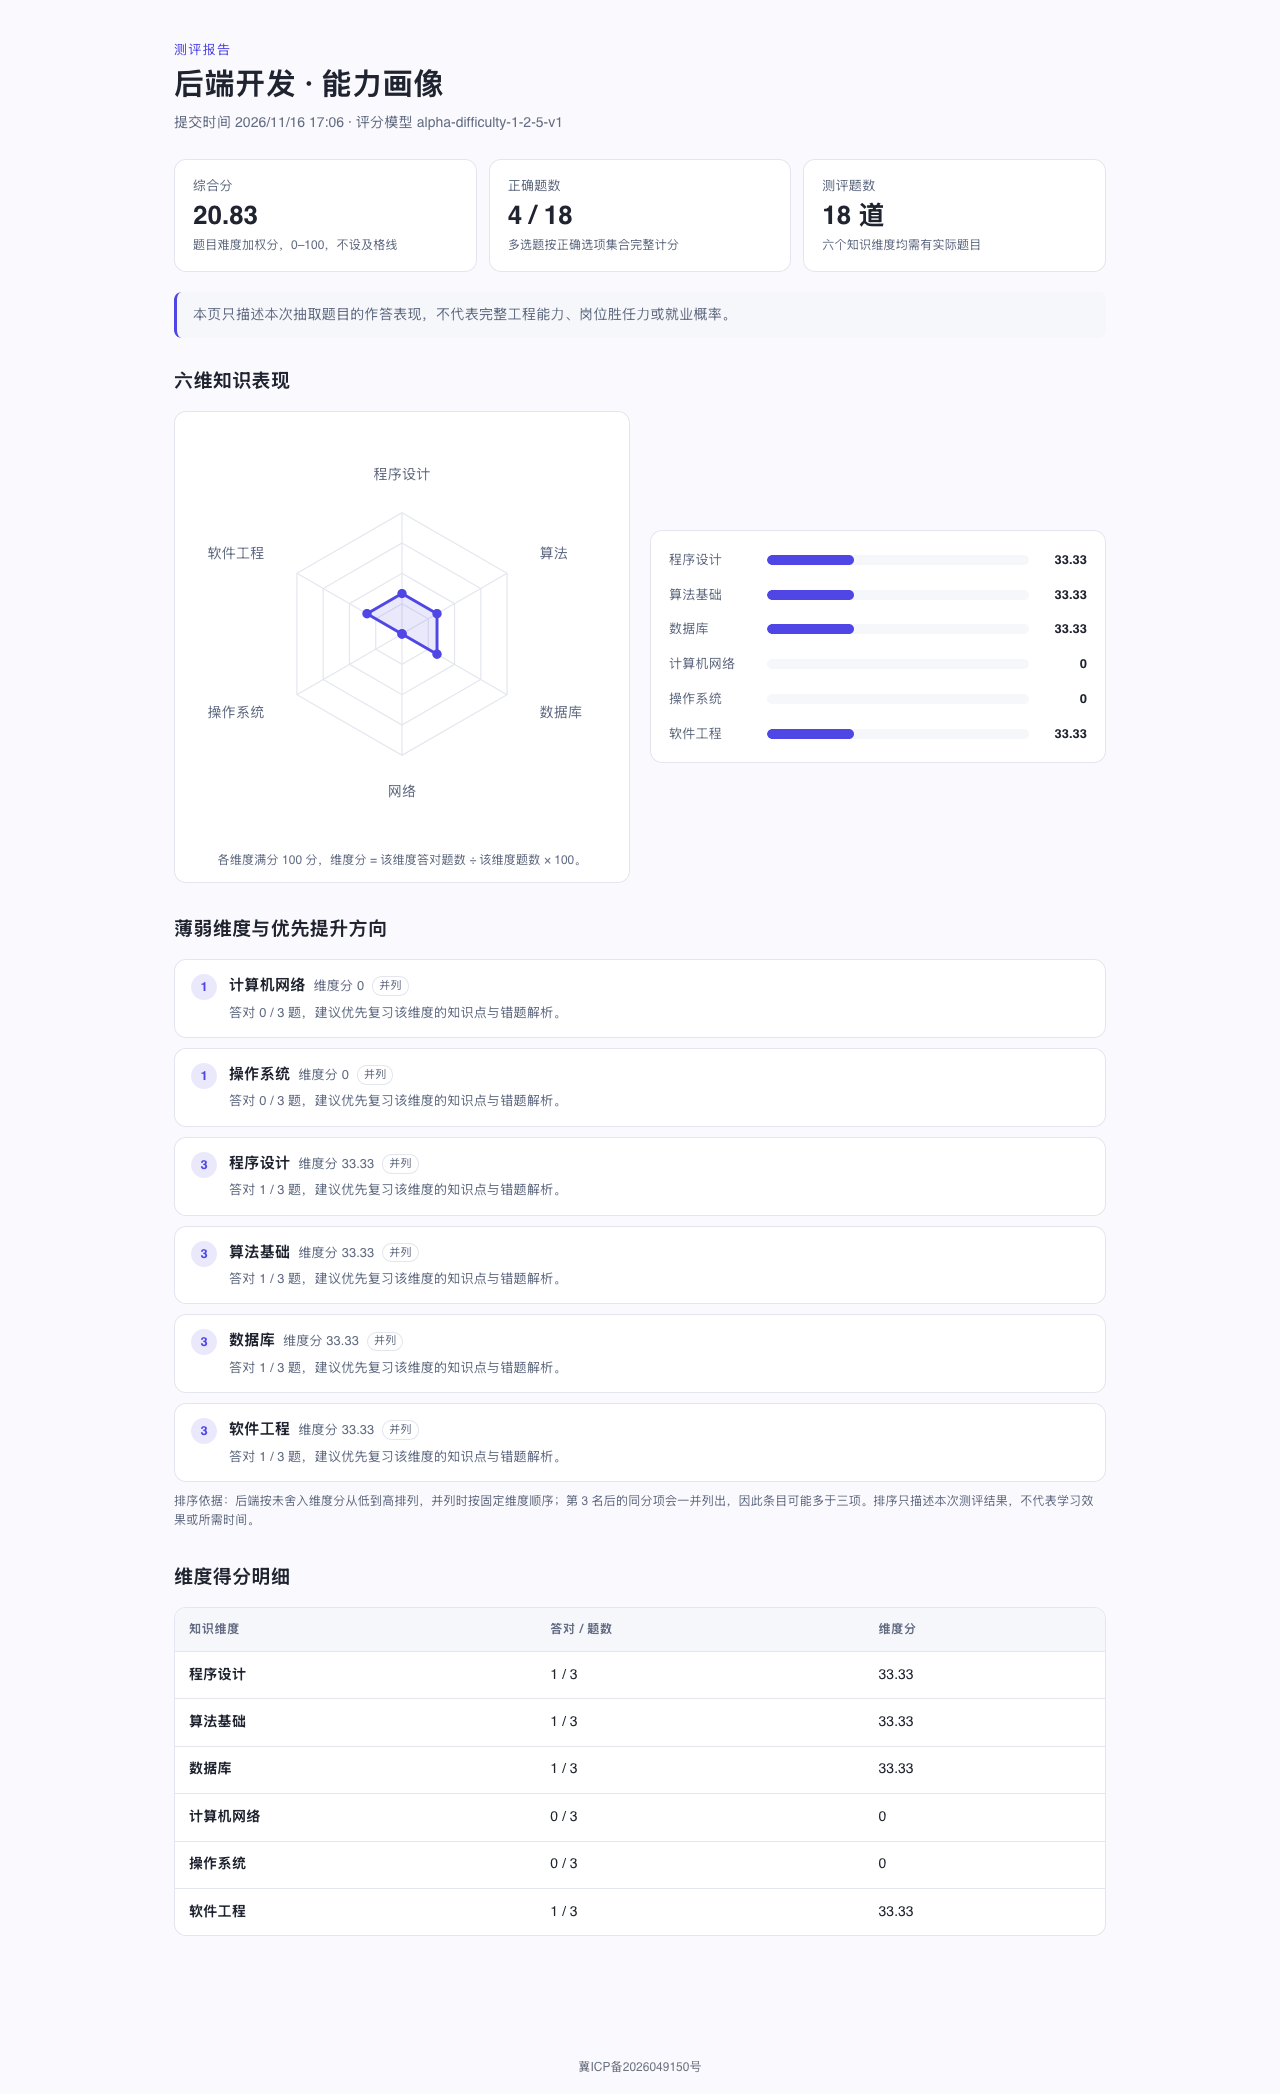 测评报告
后端开发 · 能力画像
提交时间 2026/11/16 17:06 · 评分模型 alpha-difficulty-1-2-5-v1
综合分
20.83
题目难度加权分，0–100，不设及格线
正确题数
4 / 18
多选题按正确选项集合完整计分
测评题数
18 道
六个知识维度均需有实际题目
本页只描述本次抽取题目的作答表现，不代表完整工程能力、岗位胜任力或就业概率。
六维知识表现
程序设计
软件工程
算法
操作系统
数据库
网络
各维度满分 100 分，维度分 = 该维度答对题数 ÷ 该维度题数 × 100。
程序设计 33.33
算法基础 33.33
数据库 33.33
计算机网络 0
操作系统 0
软件工程 33.33
薄弱维度与优先提升方向
1 计算机网络 维度分 0 并列
答对 0 / 3 题，建议优先复习该维度的知识点与错题解析。
1 操作系统 维度分 0 并列
答对 0 / 3 题，建议优先复习该维度的知识点与错题解析。
3 程序设计 维度分 33.33 并列
答对 1 / 3 题，建议优先复习该维度的知识点与错题解析。
3 算法基础 维度分 33.33 并列
答对 1 / 3 题，建议优先复习该维度的知识点与错题解析。
3 数据库 维度分 33.33 并列
答对 1 / 3 题，建议优先复习该维度的知识点与错题解析。
3 软件工程 维度分 33.33 并列
答对 1 / 3 题，建议优先复习该维度的知识点与错题解析。
排序依据：后端按未舍入维度分从低到高排列，并列时按固定维度顺序；第 3 名后的同分项会一并列出，因此条目可能多于三项。排序只描述本次测评结果，不代表学习效
果或所需时间。
维度得分明细
知识维度 答对 / 题数 维度分
程序设计 1 / 3 33.33
算法基础 1 / 3 33.33
数据库 1 / 3 33.33
计算机网络 0 / 3 0
操作系统 0 / 3 0
软件工程 1 / 3 33.33
冀ICP备2026049150号